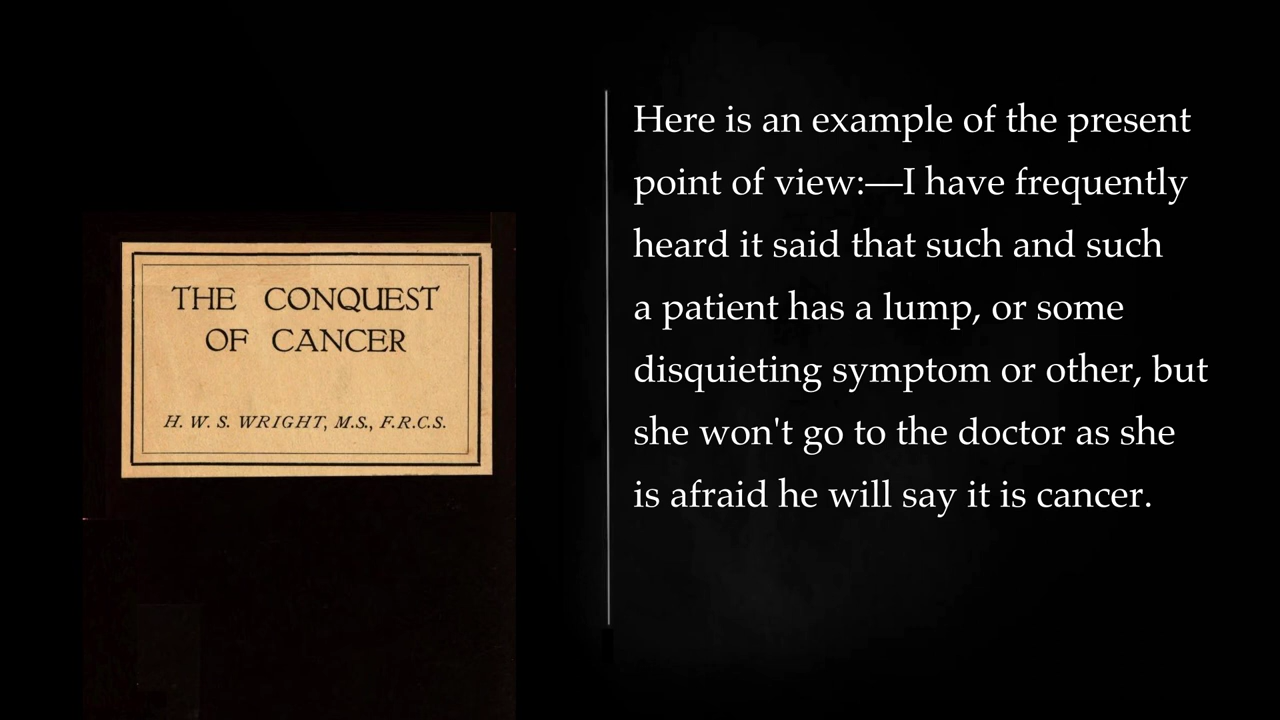 THE CONQUEST
OF CANCER
H. W. S. WRIGHT, M.S., F.R.C.S.
Here is an example of the present
point of view:—I have frequently
heard it said that such and such
a patient has a lump, or some
disquieting symptom or other, but
she won't go to the doctor as she
is afraid he will say it is cancer.